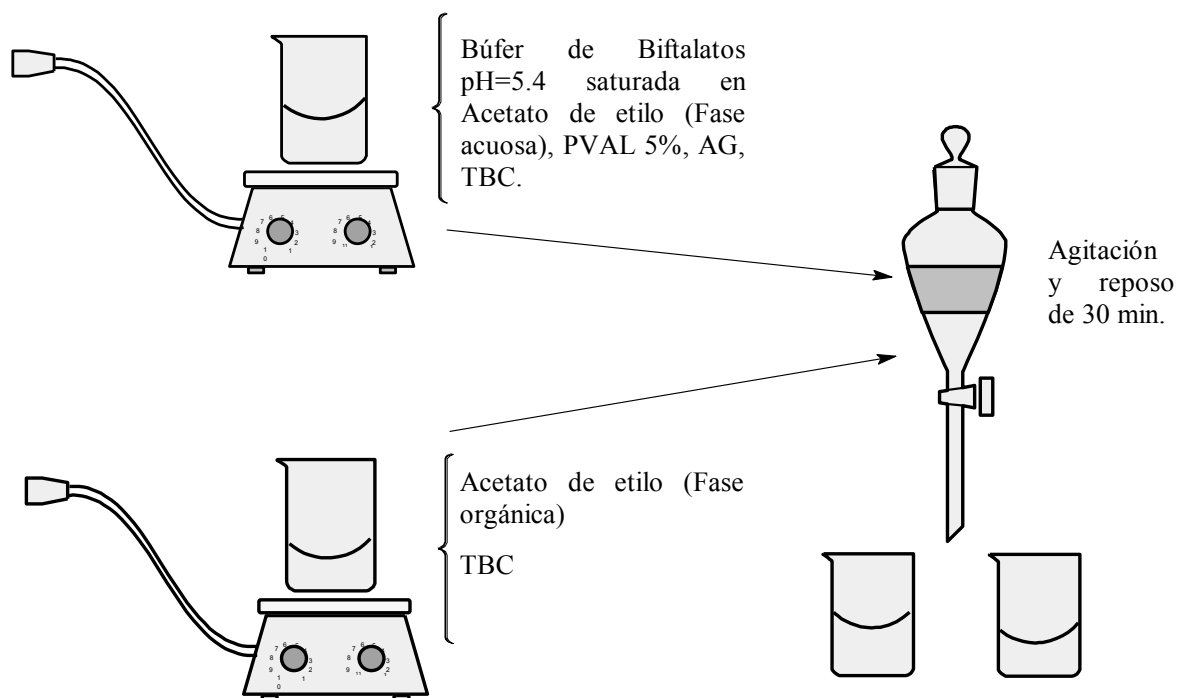 Búfer de Biftalatos
pH=5.4 saturada en
Acetato de etilo (Fase
acuosa), PVAL 5%, AG,
TBC.
Agitación
y reposo
de 30 min.
Acetato de etilo (Fase
orgánica)
TBC